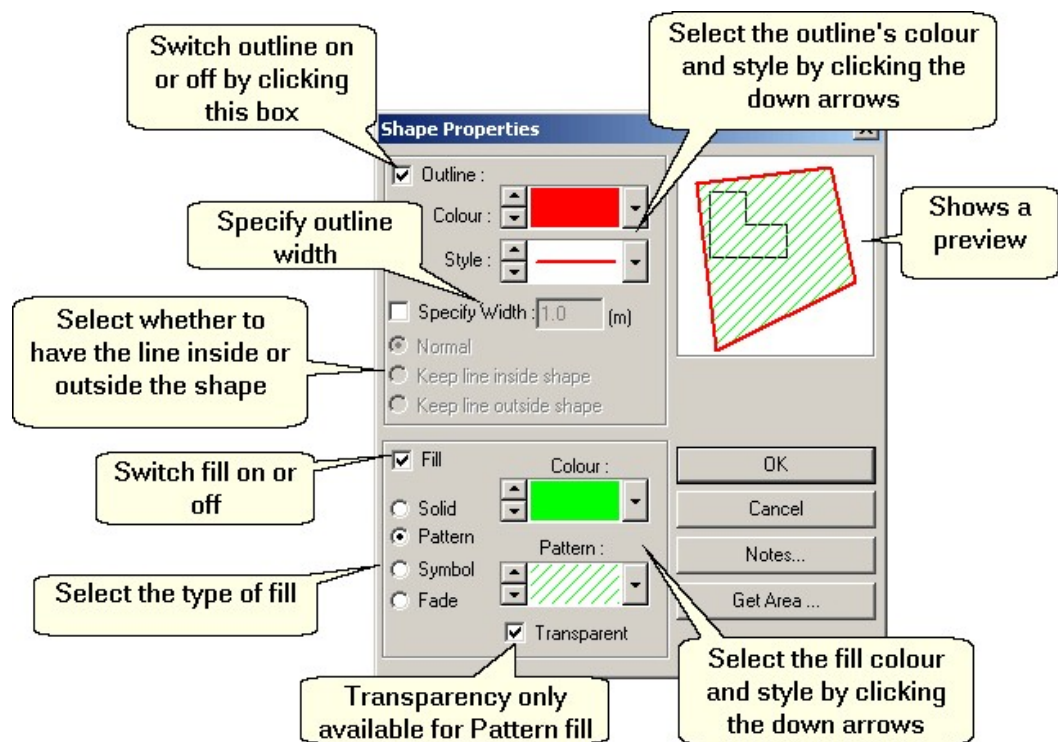 Switch outline on
or off by clicking
this box
Select the outline's colour
and style by clicking the
down arrows
Shape Properties
Outline :
Colour :
Style :
Specify outline
width
Shows a
preview
Specify Width : 1.0 (m)
Normal
Keep line inside shape
Keep line outside shape
Select whether to
have the line inside or
outside the shape
Switch fill on or
off
Fill
Colour :
Solid
Pattern
Symbol
Fade
Pattern :
Transparent
OK
Cancel
Notes...
Get Area ...
Select the type of fill
Transparency only
available for Pattern fill
Select the fill colour
and style by clicking
the down arrows